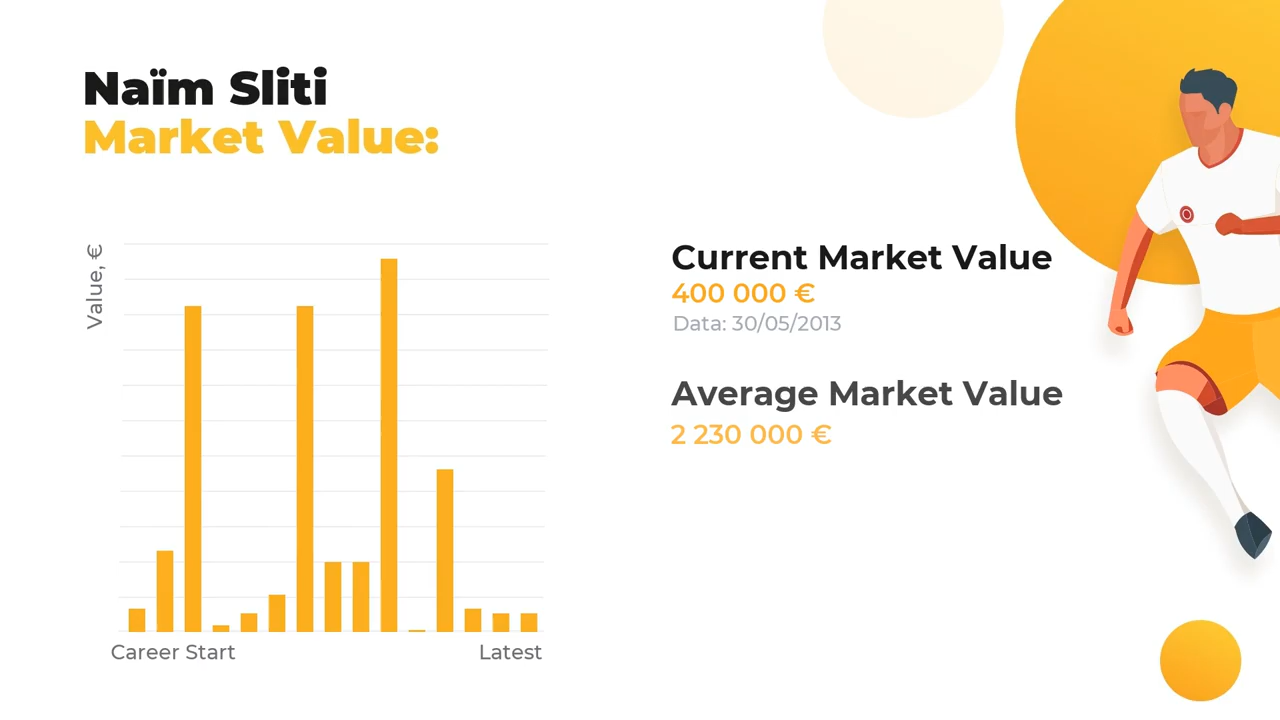 Naïm Sliti
Market Value:
Value, €
Career Start
Latest
Current Market Value
400 000 €
Data: 30/05/2013
Average Market Value
2 230 000 €